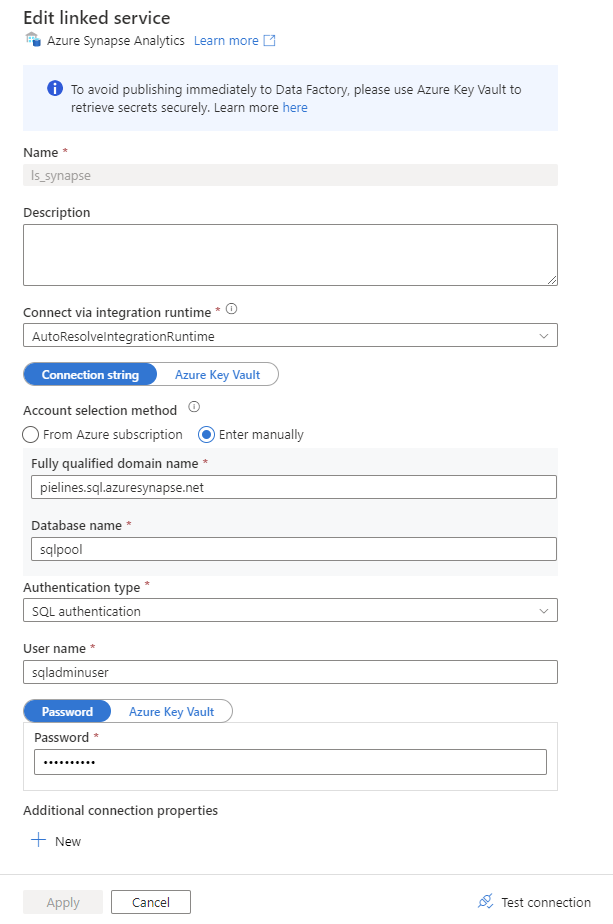 Edit linked service
Azure Synapse Analytics Learn more
To avoid publishing immediately to Data Factory, please use Azure Key Vault to
retrieve secrets securely. Learn more here
Name *
ls_synapse
Description
Connect via integration runtime *
AutoResolveIntegrationRuntime
Connection string Azure Key Vault
Account selection method
From Azure subscription Enter manually
Fully qualified domain name *
pielines.sql.azuresynapse.net
Database name *
sqlpool
Authentication type *
SQL authentication
User name *
sqladminuser
Password Azure Key Vault
Password *
••••••••••
Additional connection properties
New
Apply Cancel Test connection